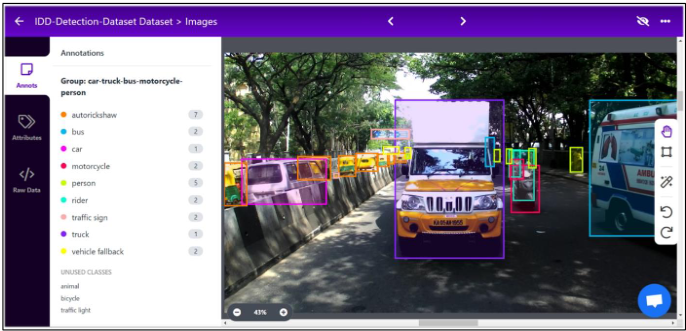 IDD-Detection-Dataset Dataset > Images
Annots
Attributes
Raw Data
Annotations
Group: car-truck-bus-motorcycle-
person
autorickshaw 7
bus 2
car 1
motorcycle 2
person 5
rider 2
traffic sign 2
truck 1
vehicle fallback 2
UNUSED CLASSES
animal
bicycle
traffic light
43%
AMBU